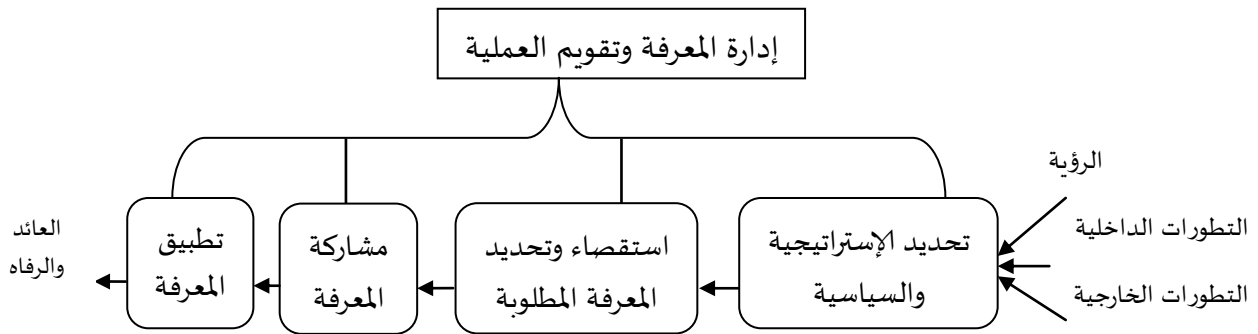 إدارة المعرفة وتقويم العملية
الرؤية
التطورات الداخلية
التطورات الخارجية
تحديد الإستراتيجية
والسياسية
استقصاء وتحديد
المعرفة المطلوبة
مشاركة
المعرفة
تطبيق
المعرفة
العائد
والرفاه